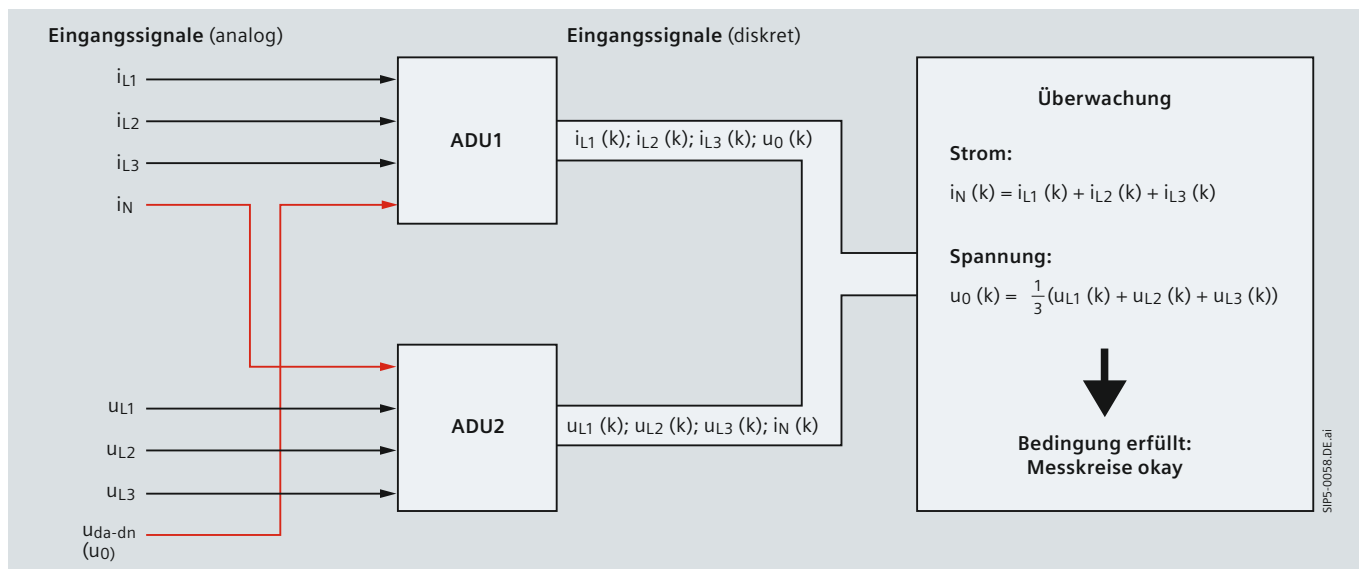 Eingangssignale (analog)
Eingangssignale (diskret)
iL1
iL2
iL3
iN
ADU1
iL1 (k); iL2 (k); iL3 (k); u0 (k)
uL1
uL2
uL3
uda-dn
(u0)
ADU2
uL1 (k); uL2 (k); uL3 (k); iN (k)
Überwachung
Strom:
iN (k) = iL1 (k) + iL2 (k) + iL3 (k)
Spannung:
u0 (k) = 1/3 (uL1 (k) + uL2 (k) + uL3 (k))
Bedingung erfüllt:
Messkreise okay
SIP5-0058.DE.ai